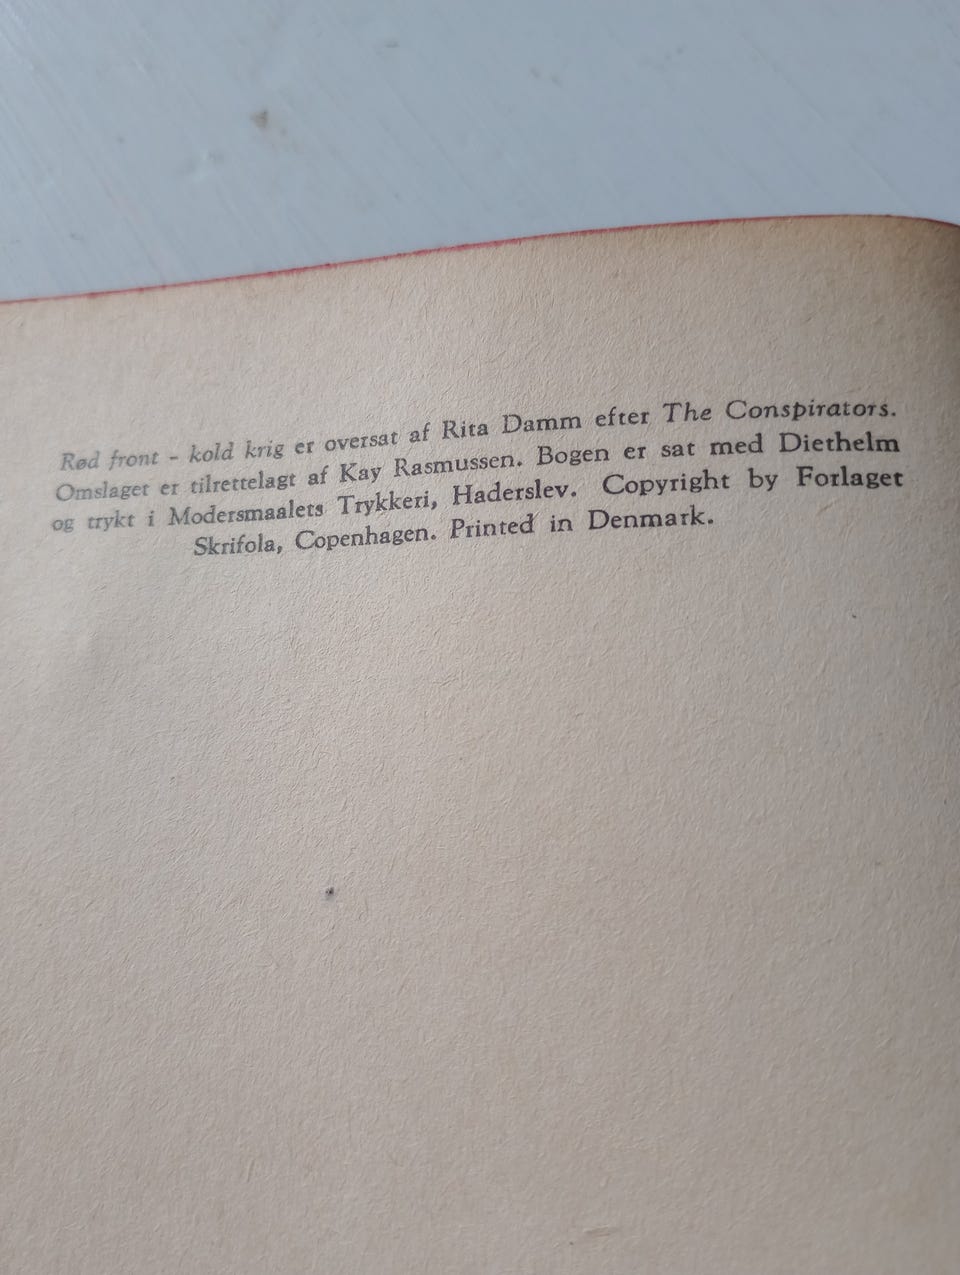 Rød front - kold krig er oversat af Rita Damm efter The Conspirators.
Omslaget er tilrettelagt af Kay Rasmussen. Bogen er sat med Diethelm
og trykt i Modersmaalets Trykkeri, Haderslev. Copyright by Forlaget
Skrifola, Copenhagen. Printed in Denmark.